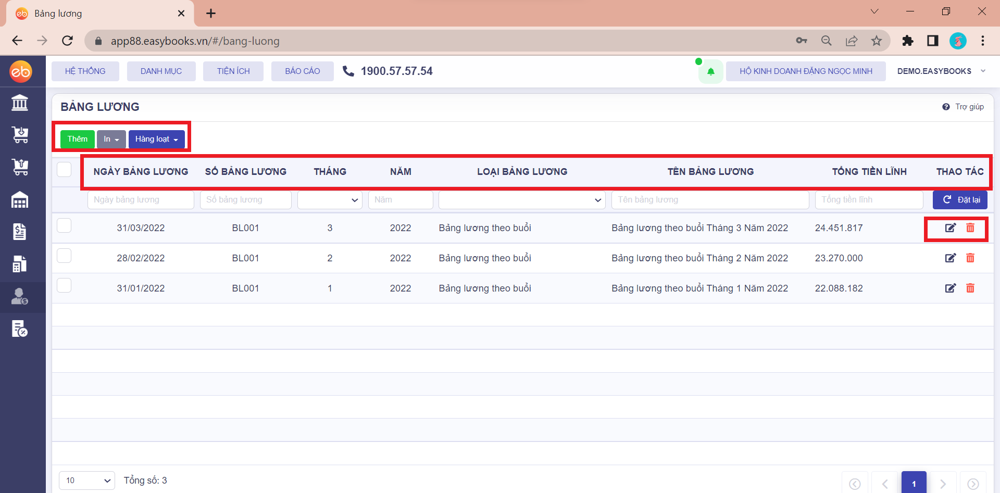 eb Bảng lương
app88.easybooks.vn/#/bang-luong
eb HỆ THỐNG DANH MỤC TIỆN ÍCH BÁO CÁO 1900.57.57.54 HỘ KINH DOANH ĐẶNG NGỌC MINH DEMO.EASYBOOKS
BẢNG LƯƠNG Trợ giúp
Thêm In Hàng loạt
NGÀY BẢNG LƯƠNG SỐ BẢNG LƯƠNG THÁNG NĂM LOẠI BẢNG LƯƠNG TÊN BẢNG LƯƠNG TỔNG TIỀN LĨNH THAO TÁC
Ngày bảng lương Số bảng lương Năm Tên bảng lương Tổng tiền lĩnh Đặt lại
31/03/2022 BL001 3 2022 Bảng lương theo buổi Bảng lương theo buổi Tháng 3 Năm 2022 24.451.817
28/02/2022 BL001 2 2022 Bảng lương theo buổi Bảng lương theo buổi Tháng 2 Năm 2022 23.270.000
31/01/2022 BL001 1 2022 Bảng lương theo buổi Bảng lương theo buổi Tháng 1 Năm 2022 22.088.182
10 Tổng số: 3 1